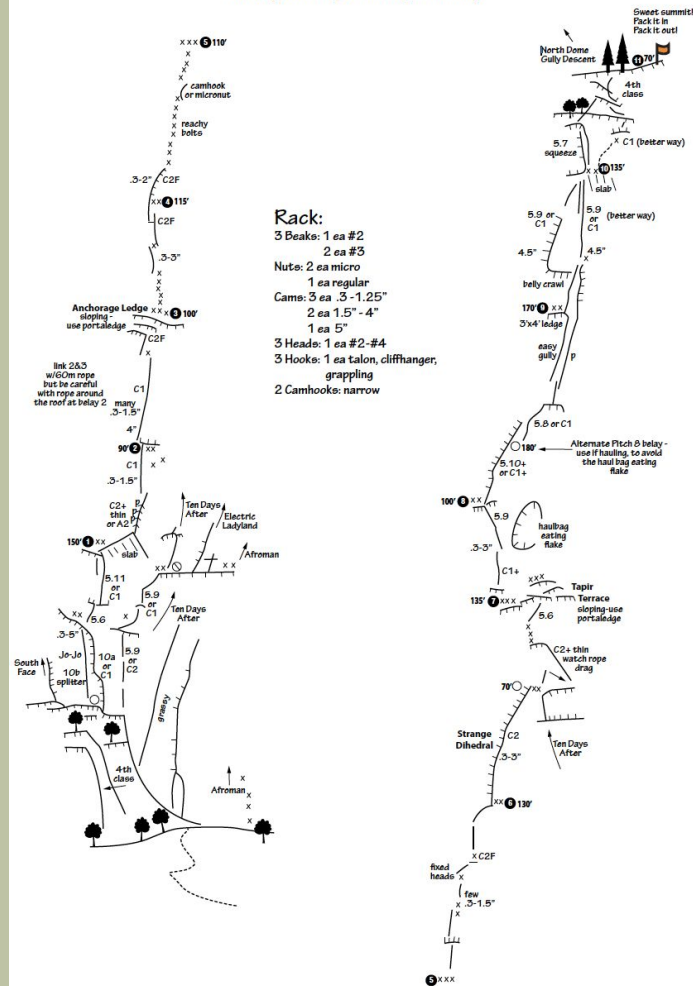 XXX 5 110'
camhook
or micronut
reachy
bolts
.3-2" C2F
XX 4 115'
C2F
.3-3"
Anchorage Ledge
sloping -
use portaledge
XX 3 100'
C2F
link 2&3
w/60m rope
but be careful
with rope around
the roof at belay 2
C1
many
.3-1.5"
4"
90' 2 XX
C1
.3-1.5"
C2+
thin
or A2
P
P
P
150' 1 XX
slab
Ten Days
After
Electric
Ladyland
Afroman
XX
XX
5.11
or
C1
5.9
or
C1
5.6
Ten Days
After
.3-5"
Jo-Jo
10b
splitter
10a
or
C1
5.9
or
C2
South
Face
grassy
4th
class
Afroman
Rack:
3 Beaks: 1 ea #2
2 ea #3
Nuts: 2 ea micro
1 ea regular
Cams: 3 ea .3 -1.25"
2 ea 1.5" - 4"
1 ea 5"
3 Heads: 1 ea #2-#4
3 Hooks: 1 ea talon, cliffhanger,
grappling
2 Camhooks: narrow
Sweet summit!
Pack it in
Pack it out!
North Dome
Gully Descent
11 70'
4th
class
5.7
squeeze
C1 (better way)
XX 10 135'
slab
5.9 or
C1
5.9
or
C1
(better way)
4.5"
4.5"
belly crawl
170' 9 XX
3'x4' ledge
easy
gully
P
5.8 or C1
180'
Alternate Pitch 8 belay -
use if hauling, to avoid
the haul bag eating
flake
5.10+
or C1+
100' 8 XX
5.9
haulbag
eating
flake
.3-3"
C1+
135' 7 XXX
XXX
Tapir
Terrace
sloping-use
portaledge
5.6
C2+ thin
watch rope
drag
70'
XX
Strange
Dihedral
C2
.3-3"
Ten Days
After
XX 6 130'
C2F
fixed
heads
few
.3-1.5"
5 XXX